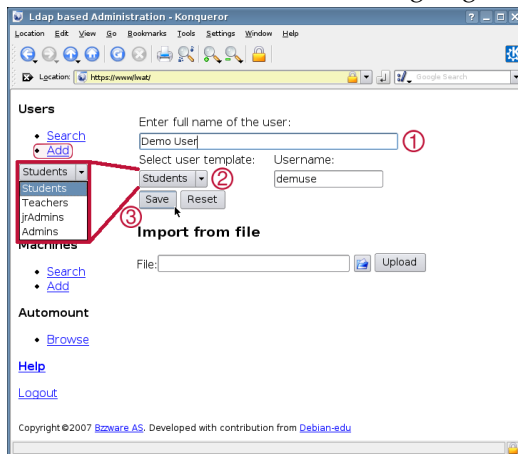 Ldap based Administration - Konqueror
Location Edit View Go Bookmarks Tools Settings Window Help
Location: https://www/lwat/
Google Search
Users
Search
Add
Enter full name of the user:
Demo User
1
Select user template:
Username:
Students
2
demuse
Students
Students
Teachers
jrAdmins
Admins
3
Save
Reset
Import from file
File:
Upload
Machines
Search
Add
Automount
Browse
Help
Logout
Copyright ©2007 Bzzware AS. Developed with contribution from Debian-edu